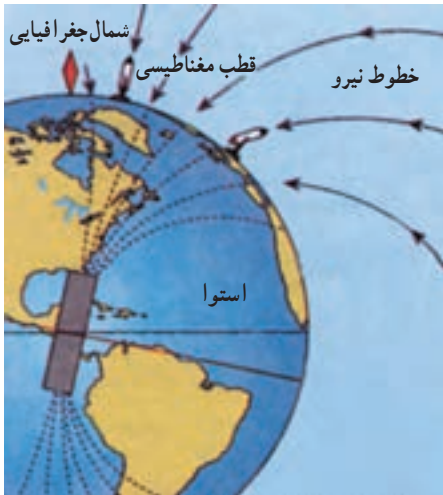 شمال جغرافیایی
قطب مغناطیسی
خطوط نیرو
استوا